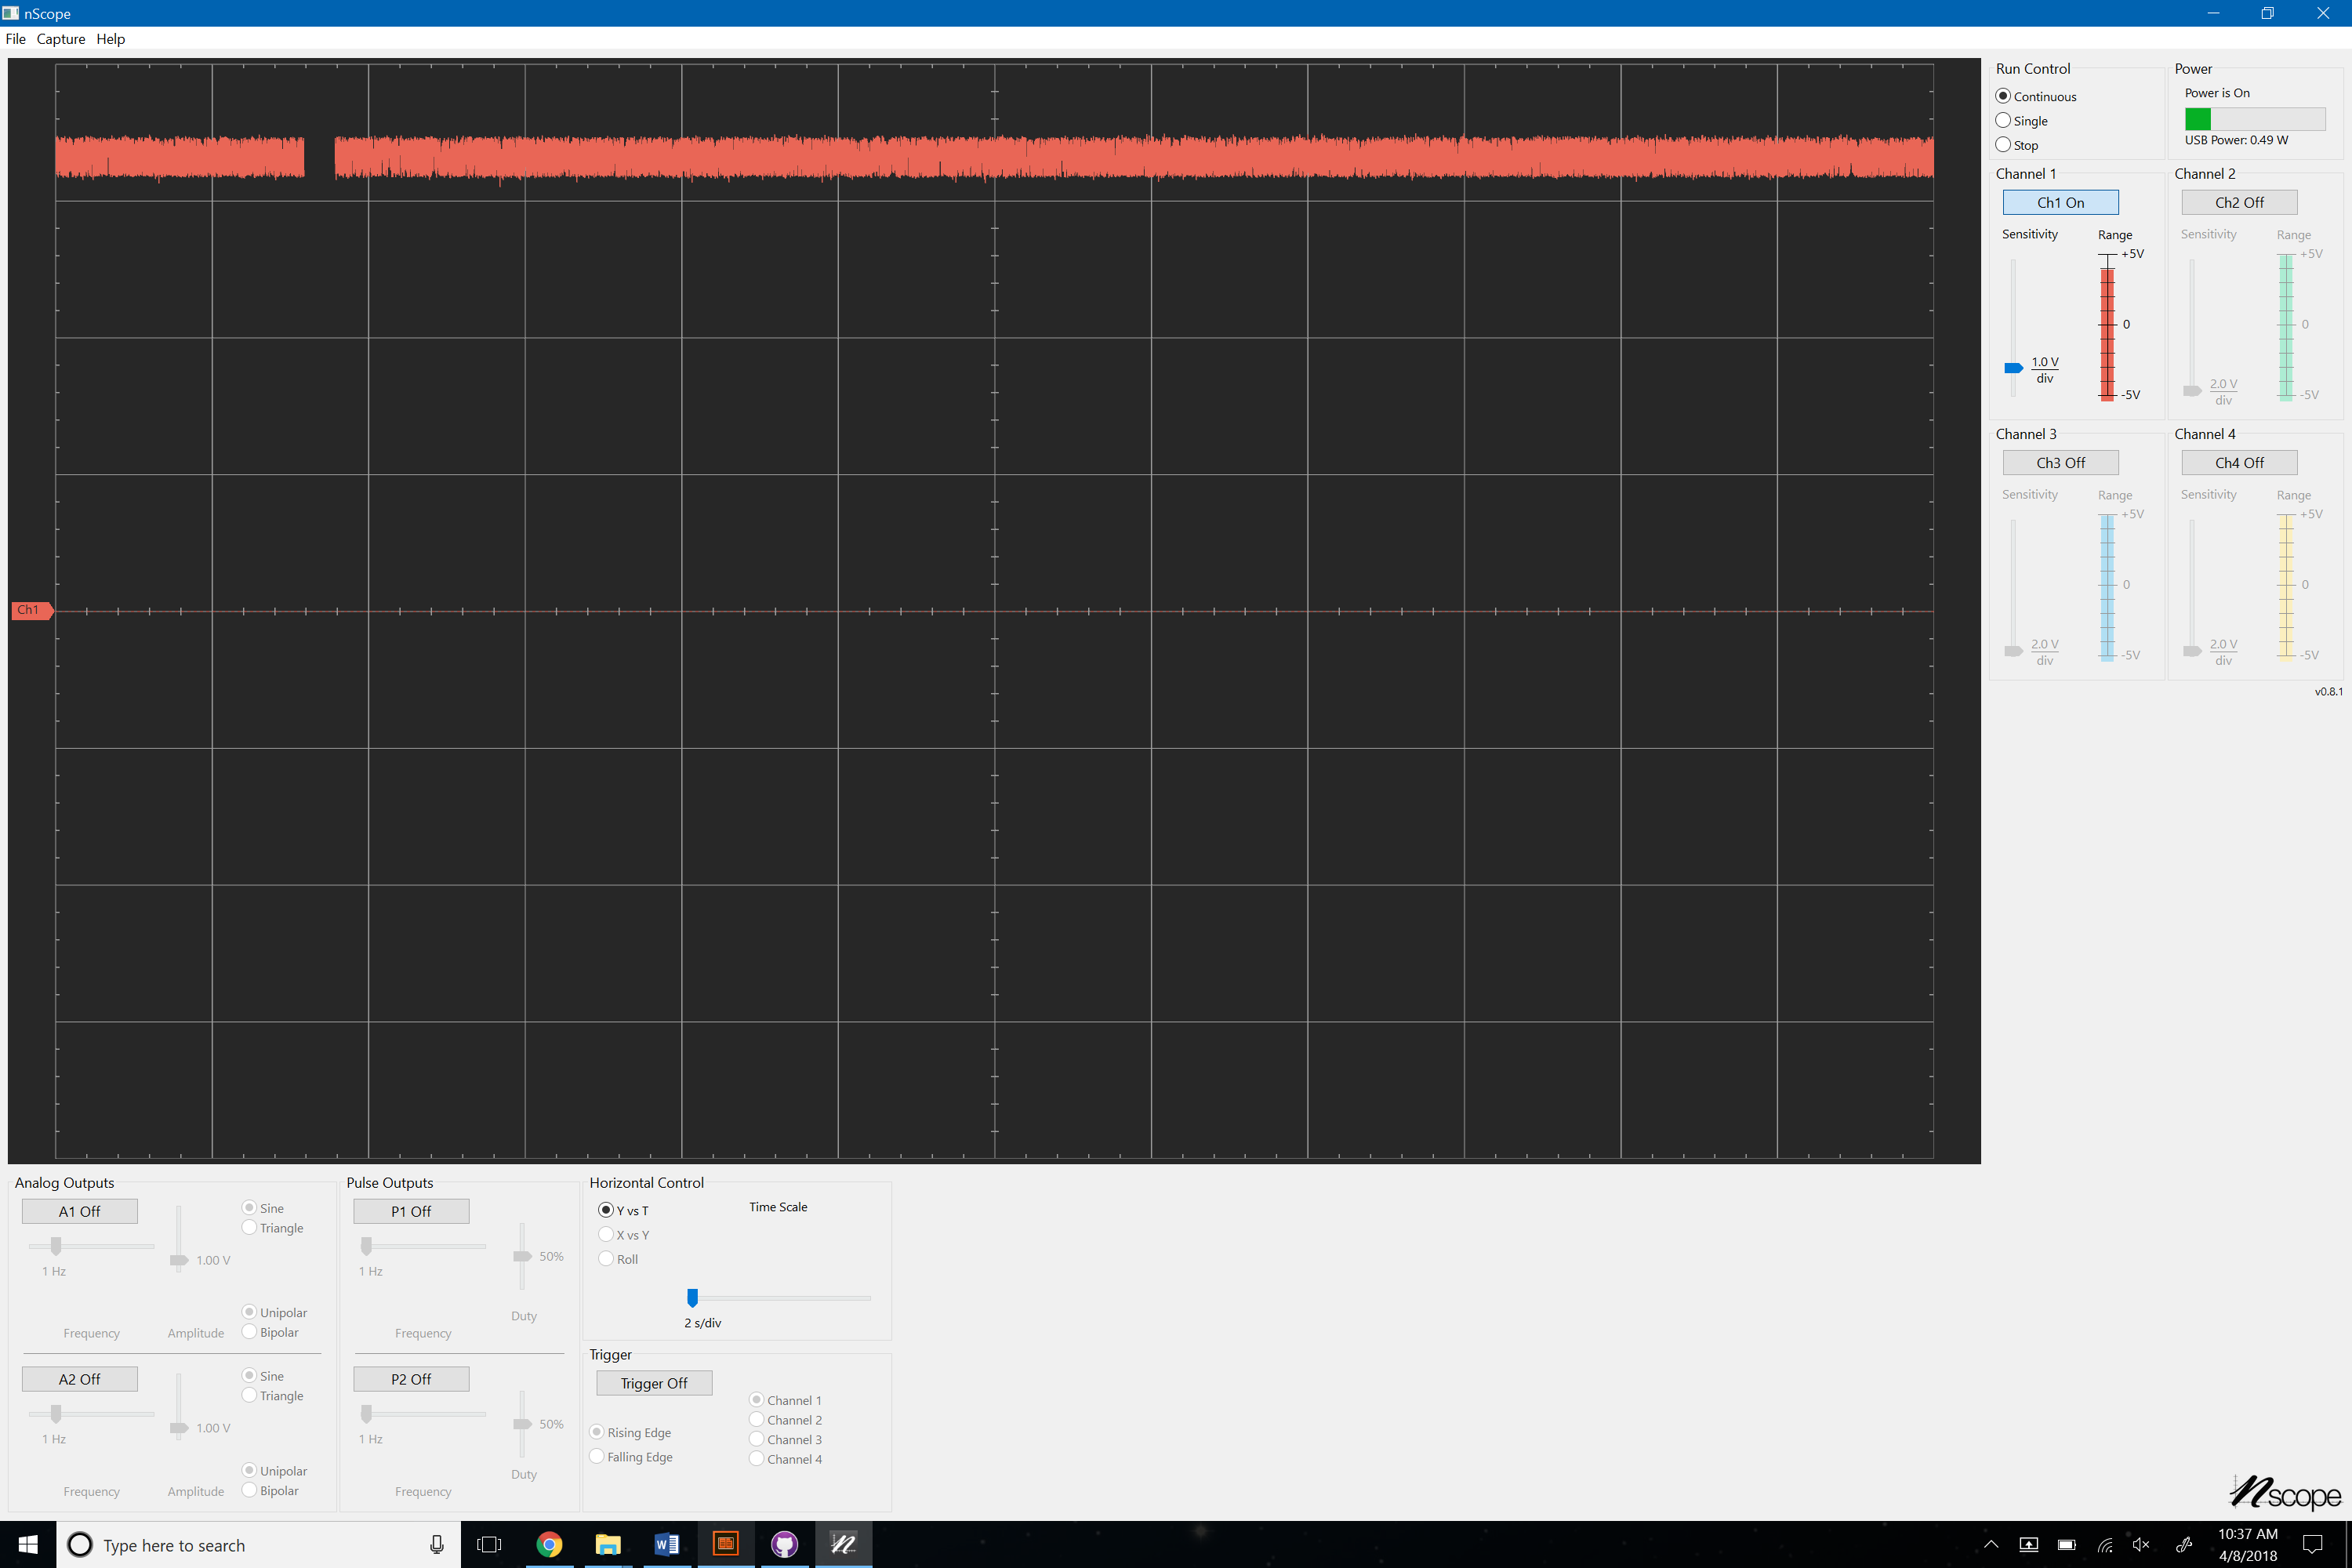 nScope
File Capture Help
Run Control
Continuous
Single
Stop
Power
Power is On
USB Power: 0.49 W
Channel 1
Ch1 On
Sensitivity
Range
+5V
0
-5V
1.0 V
div
Channel 2
Ch2 Off
Sensitivity
Range
+5V
0
-5V
2.0 V
div
Channel 3
Ch3 Off
Sensitivity
Range
+5V
0
-5V
2.0 V
div
Channel 4
Ch4 Off
Sensitivity
Range
+5V
0
-5V
2.0 V
div
v0.8.1
Ch1
Analog Outputs
A1 Off
Sine
Triangle
1.00 V
1 Hz
Unipolar
Bipolar
Frequency
Amplitude
A2 Off
Sine
Triangle
1.00 V
1 Hz
Unipolar
Bipolar
Frequency
Amplitude
Pulse Outputs
P1 Off
50%
1 Hz
Duty
Frequency
P2 Off
50%
1 Hz
Duty
Frequency
Horizontal Control
Y vs T
X vs Y
Roll
Time Scale
2 s/div
Trigger
Trigger Off
Rising Edge
Falling Edge
Channel 1
Channel 2
Channel 3
Channel 4
nscope
Type here to search
10:37 AM
4/8/2018